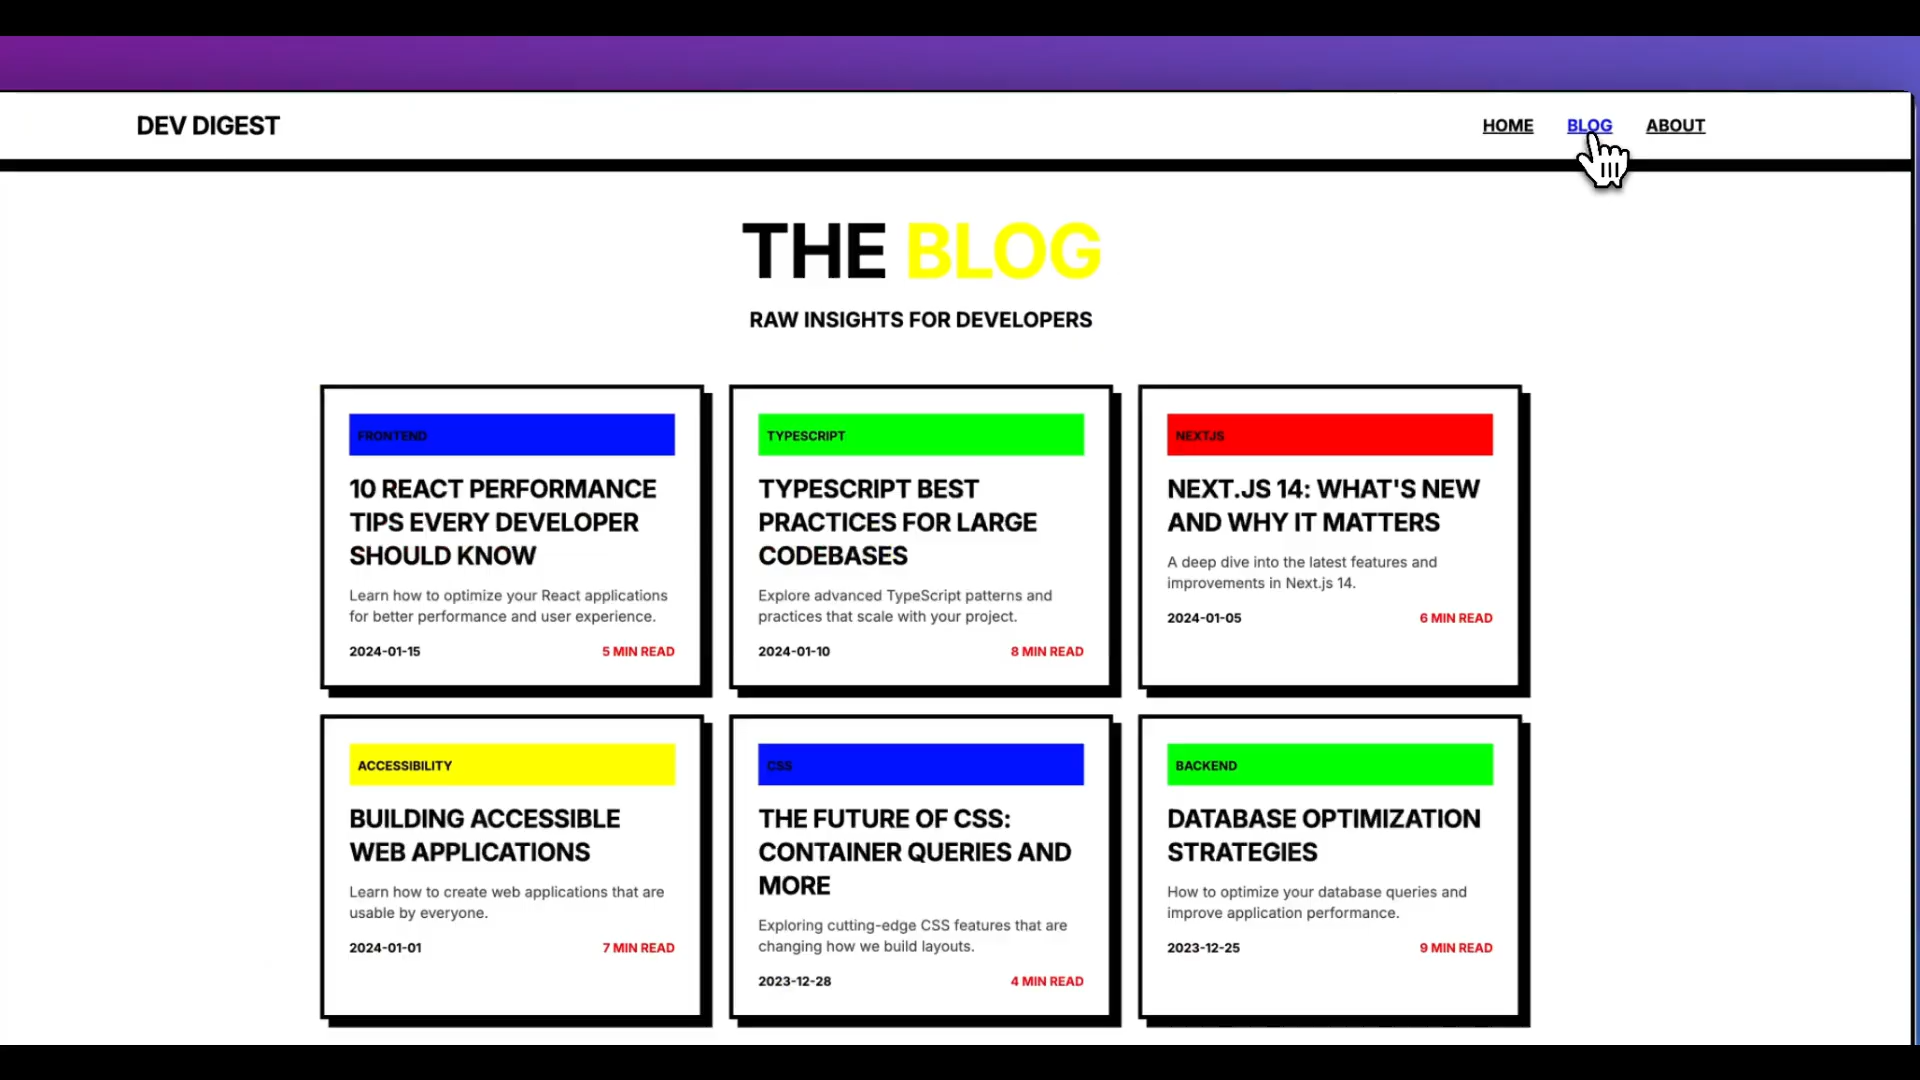 DEV DIGEST
HOME BLOG ABOUT
THE BLOG
RAW INSIGHTS FOR DEVELOPERS
FRONTEND
10 REACT PERFORMANCE
TIPS EVERY DEVELOPER
SHOULD KNOW
Learn how to optimize your React applications
for better performance and user experience.
2024-01-15 5 MIN READ
TYPESCRIPT
TYPESCRIPT BEST
PRACTICES FOR LARGE
CODEBASES
Explore advanced TypeScript patterns and
practices that scale with your project.
2024-01-10 8 MIN READ
NEXTJS
NEXT.JS 14: WHAT'S NEW
AND WHY IT MATTERS
A deep dive into the latest features and
improvements in Next.js 14.
2024-01-05 6 MIN READ
ACCESSIBILITY
BUILDING ACCESSIBLE
WEB APPLICATIONS
Learn how to create web applications that are
usable by everyone.
2024-01-01 7 MIN READ
CSS
THE FUTURE OF CSS:
CONTAINER QUERIES AND
MORE
Exploring cutting-edge CSS features that are
changing how we build layouts.
2023-12-28 4 MIN READ
BACKEND
DATABASE OPTIMIZATION
STRATEGIES
How to optimize your database queries and
improve application performance.
2023-12-25 9 MIN READ